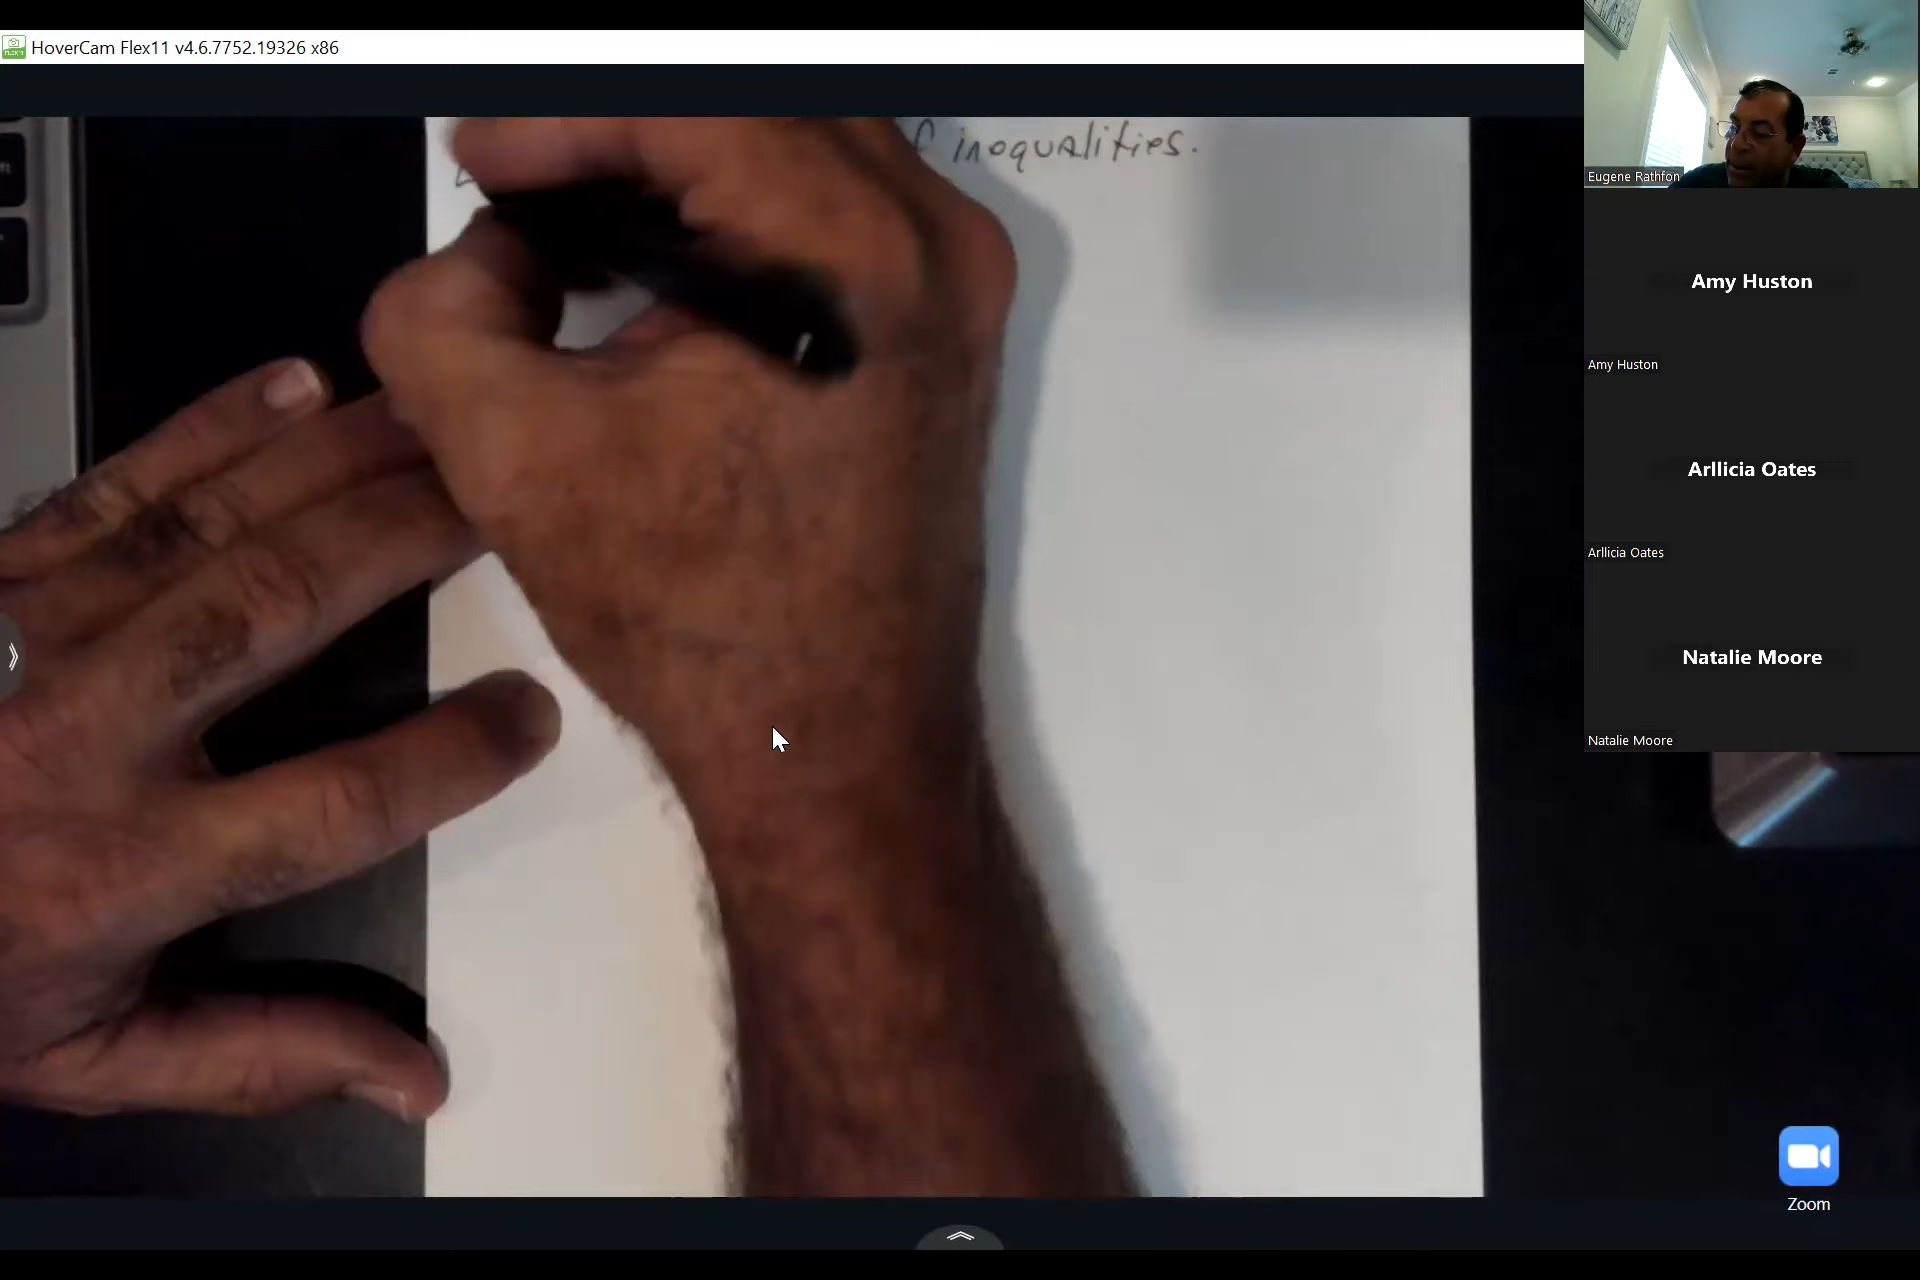 HoverCam Flex11 v4.6.7752.19326 x86
inequalities.
Eugene Rathfon
Amy Huston
Amy Huston
Arllicia Oates
Arllicia Oates
Natalie Moore
Natalie Moore
Zoom